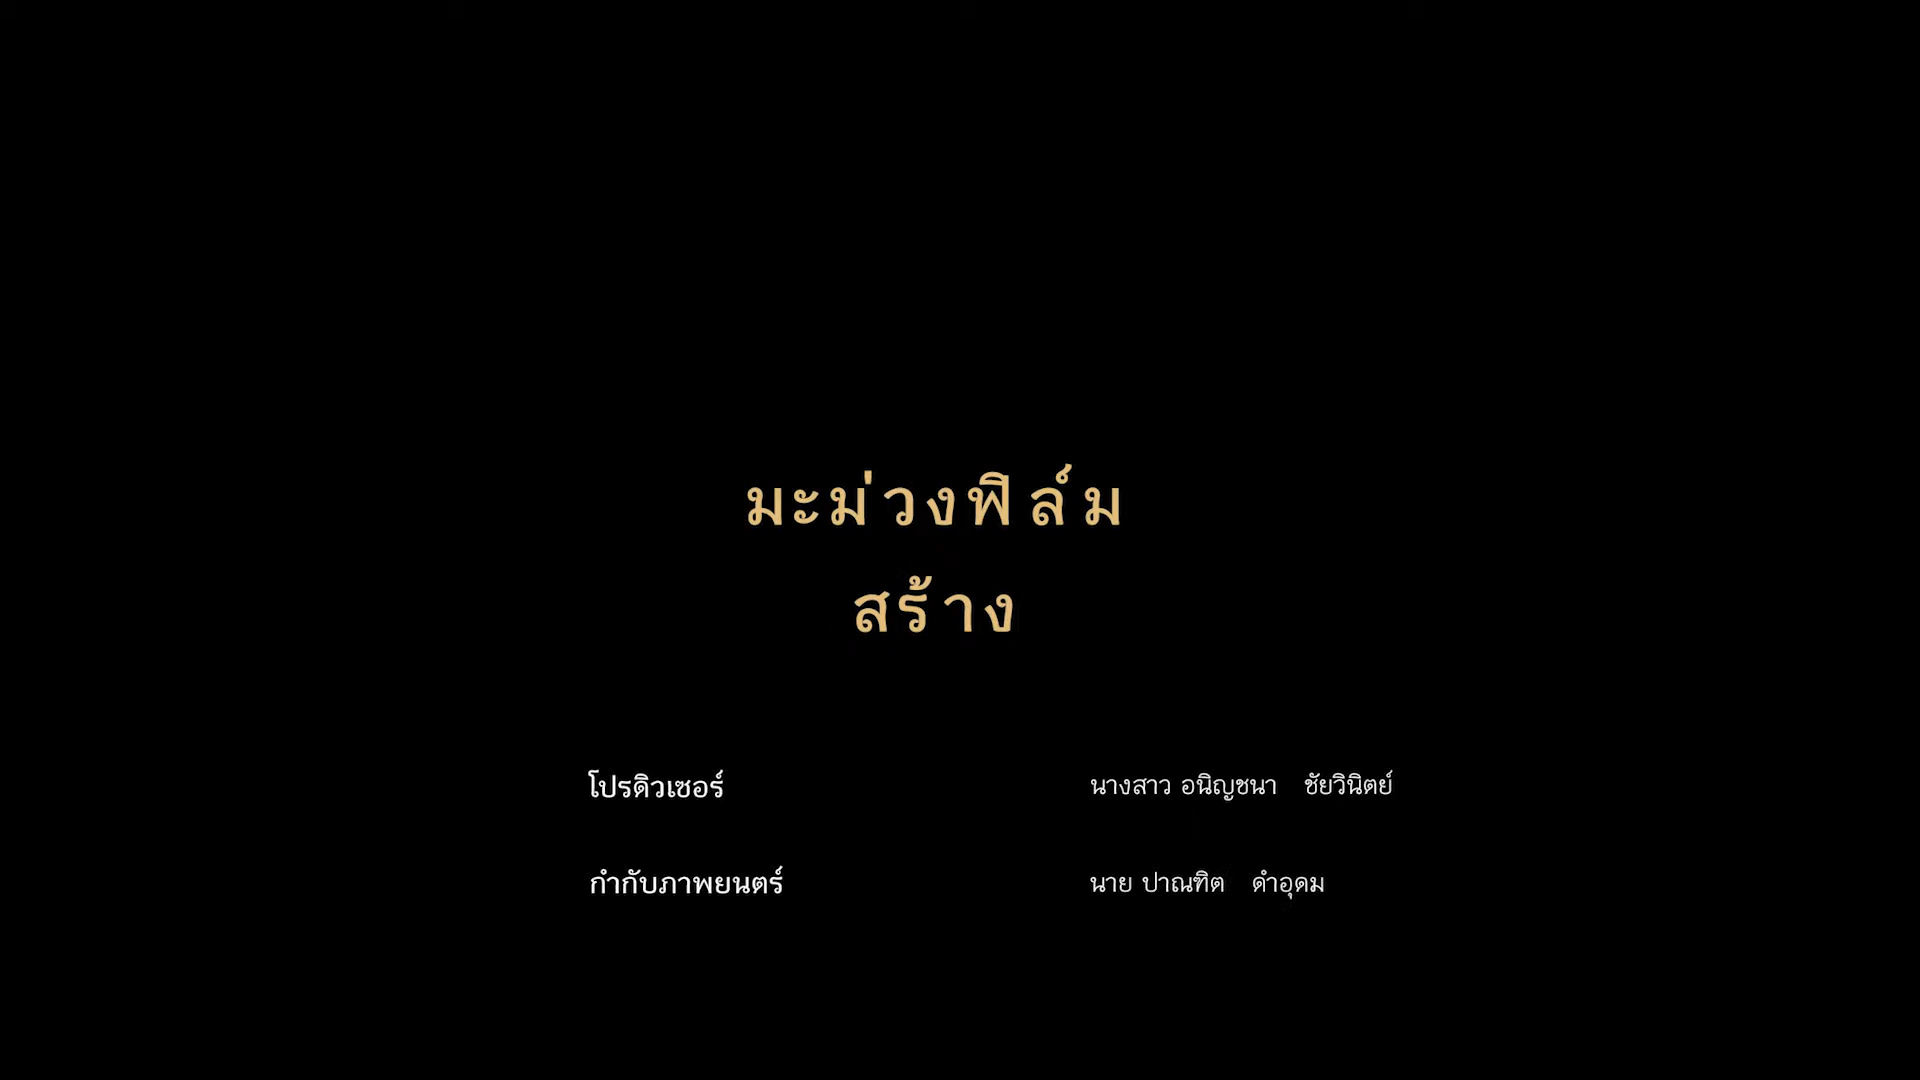 มะม่วงฟิล์ม
สร้าง
โปรดิวเซอร์ นางสาว อนิญชนา ชัยวินิตย์
กำกับภาพยนตร์ นาย ปาณฑิต ดำอุดม